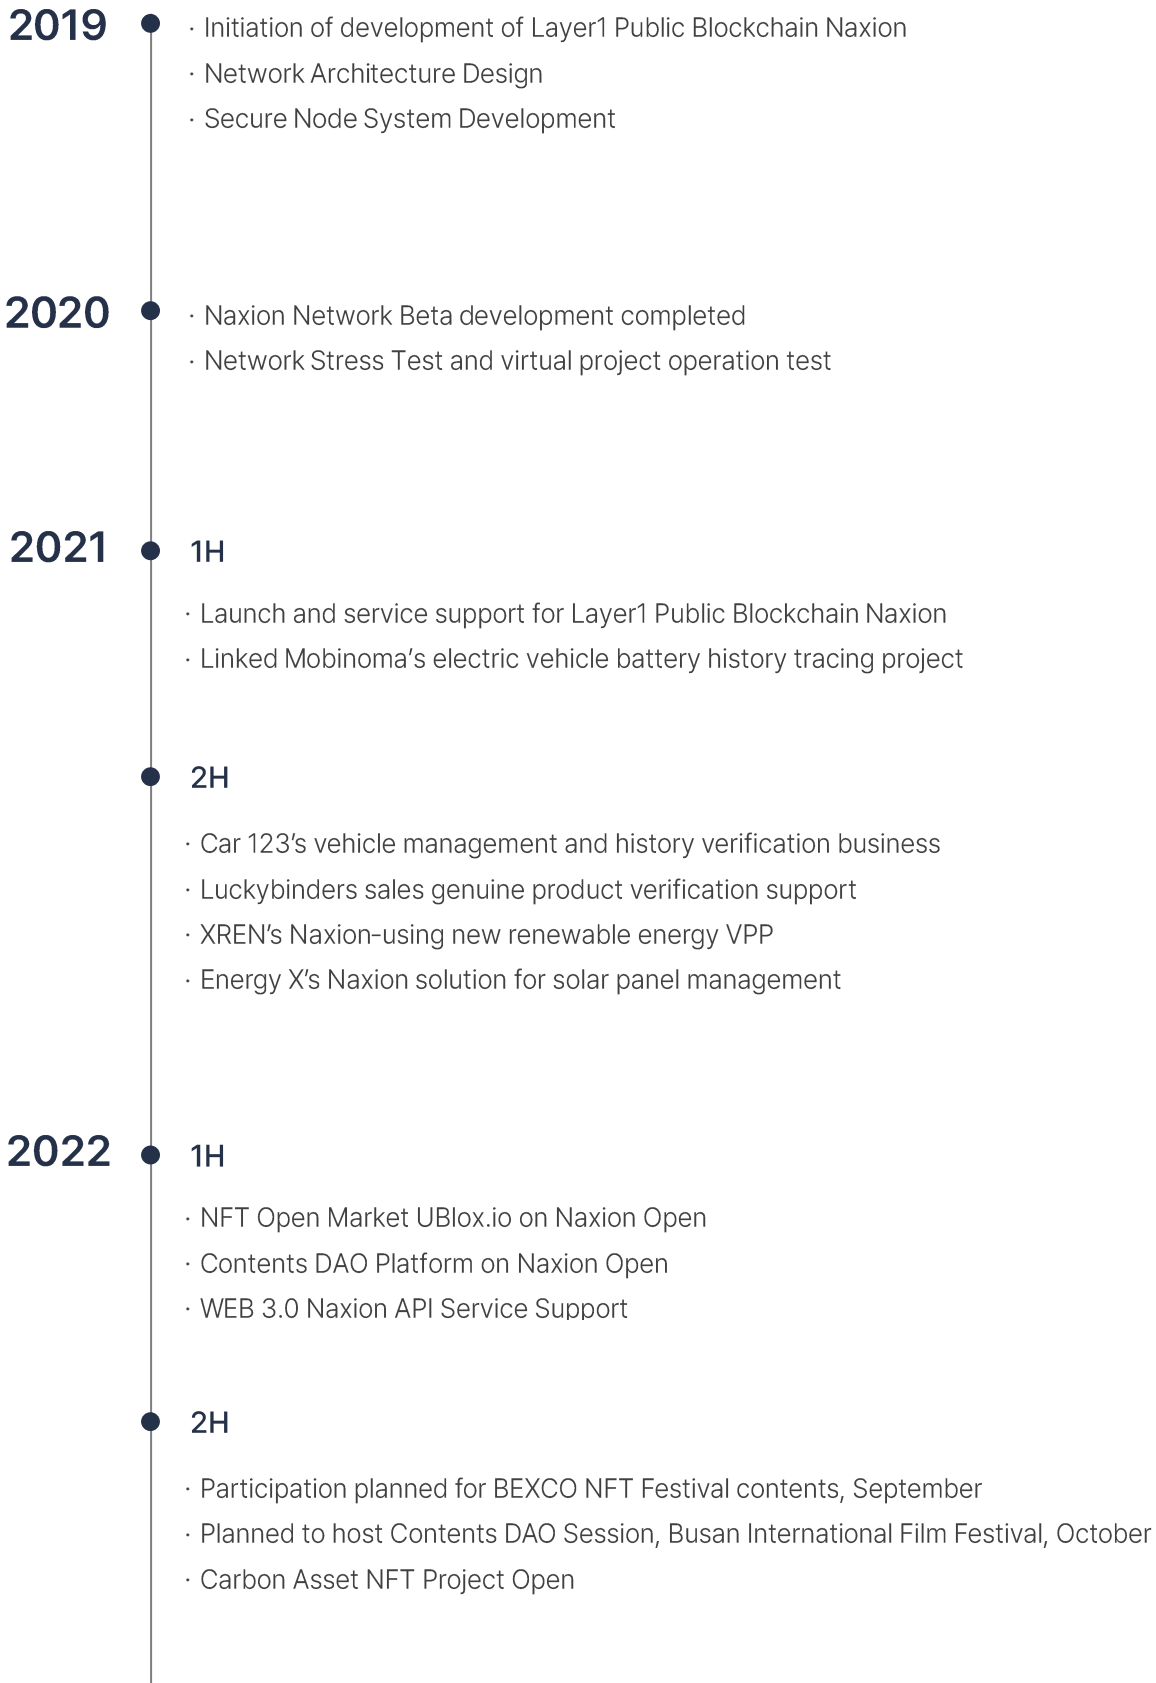 2019
· Initiation of development of Layer1 Public Blockchain Naxion
· Network Architecture Design
· Secure Node System Development
2020
· Naxion Network Beta development completed
· Network Stress Test and virtual project operation test
2021
1H
· Launch and service support for Layer1 Public Blockchain Naxion
· Linked Mobinoma’s electric vehicle battery history tracing project
2H
· Car 123’s vehicle management and history verification business
· Luckybinders sales genuine product verification support
· XREN’s Naxion-using new renewable energy VPP
· Energy X’s Naxion solution for solar panel management
2022
1H
· NFT Open Market UBlox.io on Naxion Open
· Contents DAO Platform on Naxion Open
· WEB 3.0 Naxion API Service Support
2H
· Participation planned for BEXCO NFT Festival contents, September
· Planned to host Contents DAO Session, Busan International Film Festival, October
· Carbon Asset NFT Project Open